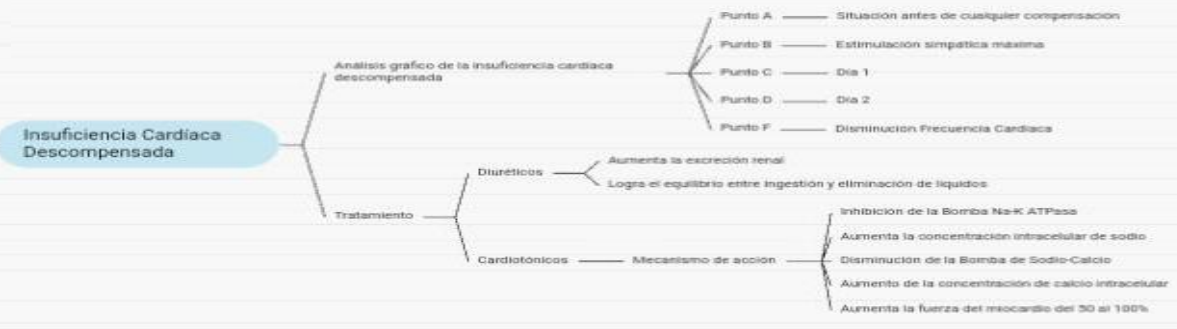 Insuficiencia Cardíaca
Descompensada
Análisis gráfico de la insuficiencia cardíaca
descompensada
Punto A
Situación antes de cualquier compensación
Punto B
Estimulación simpática máxima
Punto C
Día 1
Punto D
Día 2
Punto F
Disminución Frecuencia Cardiaca
Tratamiento
Diuréticos
Aumenta la excreción renal
Logra el equilibrio entre ingestión y eliminación de líquidos
Cardiotónicos
Mecanismo de acción
Inhibición de la Bomba Na-K ATPasa
Aumenta la concentración intracelular de sodio
Disminución de la Bomba de Sodio-Calcio
Aumento de la concentración de calcio intracelular
Aumenta la fuerza del miocardio del 50 al 100%